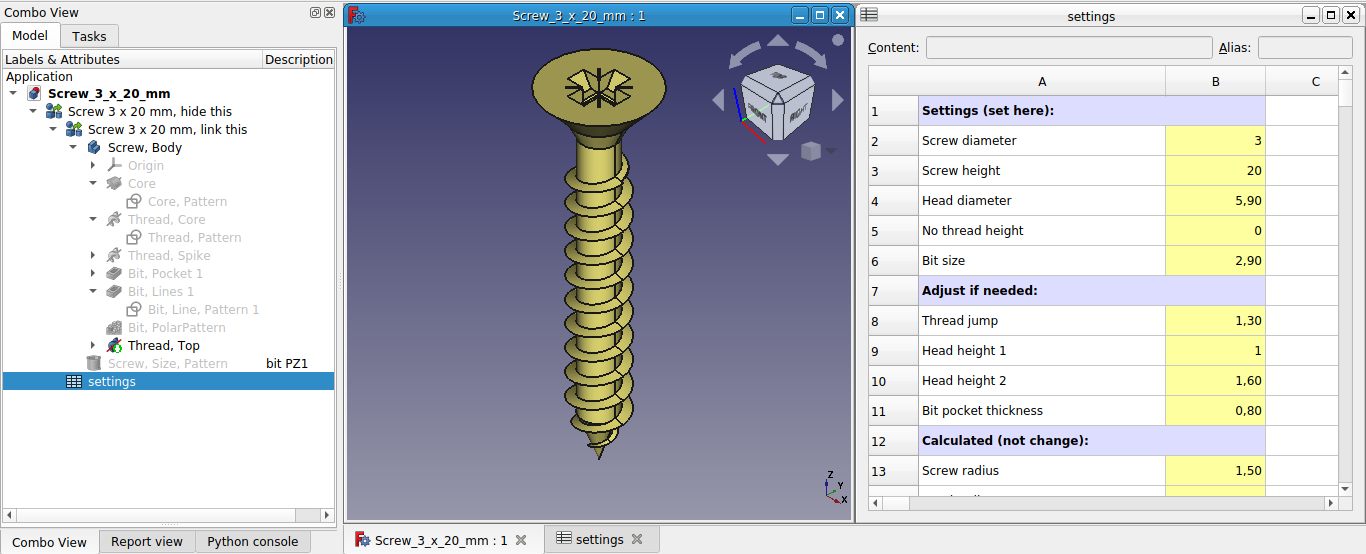 Combo View
Model
Tasks
Labels & Attributes
Description
Application
Screw_3_x_20_mm
Screw 3 x 20 mm, hide this
Screw 3 x 20 mm, link this
Screw, Body
Origin
Core
Core, Pattern
Thread, Core
Thread, Pattern
Thread, Spike
Bit, Pocket 1
Bit, Lines 1
Bit, Line, Pattern 1
Bit, PolarPattern
Thread, Top
Screw, Size, Pattern
bit PZ1
settings
Combo View
Report view
Python console
Screw_3_x_20_mm : 1
FRONT
RIGHT
Z
Y
X
Screw_3_x_20_mm : 1
settings
settings
Content:
Alias:
A B C
1 Settings (set here):
2 Screw diameter 3
3 Screw height 20
4 Head diameter 5,90
5 No thread height 0
6 Bit size 2,90
7 Adjust if needed:
8 Thread jump 1,30
9 Head height 1 1
10 Head height 2 1,60
11 Bit pocket thickness 0,80
12 Calculated (not change):
13 Screw radius 1,50